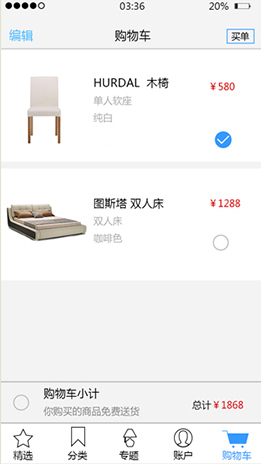 03:36
20%
编辑
购物车
买单
HURDAL 木椅
¥580
单人软座
纯白
图斯塔 双人床
¥1288
双人床
咖啡色
购物车小计
你购买的商品免费送货
总计¥1868
精选
分类
专题
账户
购物车